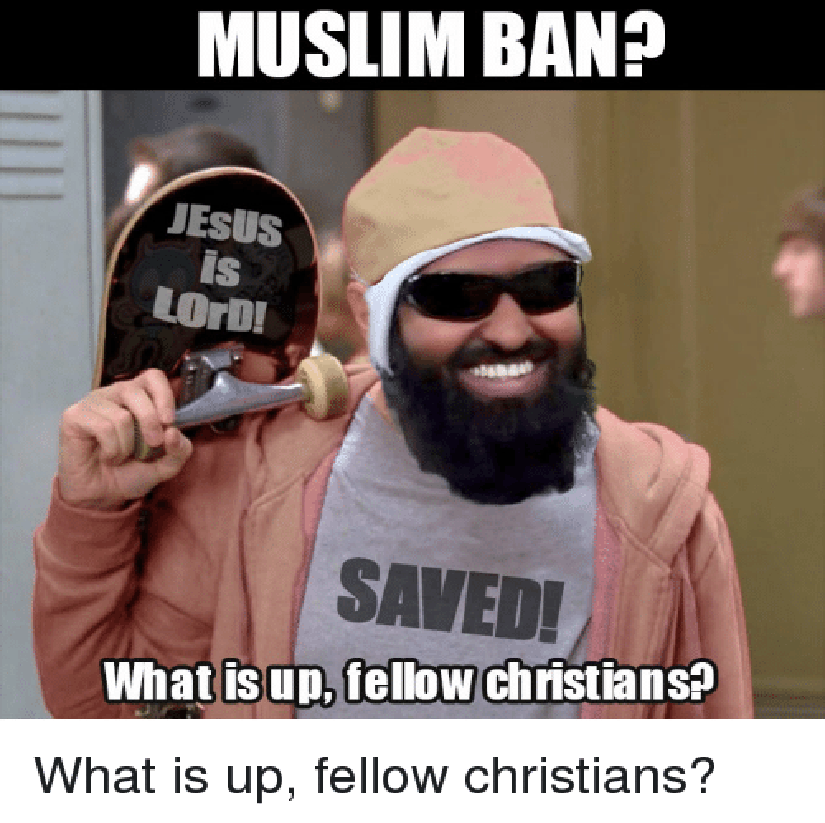 MUSLIM BAN?
JEsUS
is
LOrD!
SAVED!
What is up, fellow christians?
What is up, fellow christians?